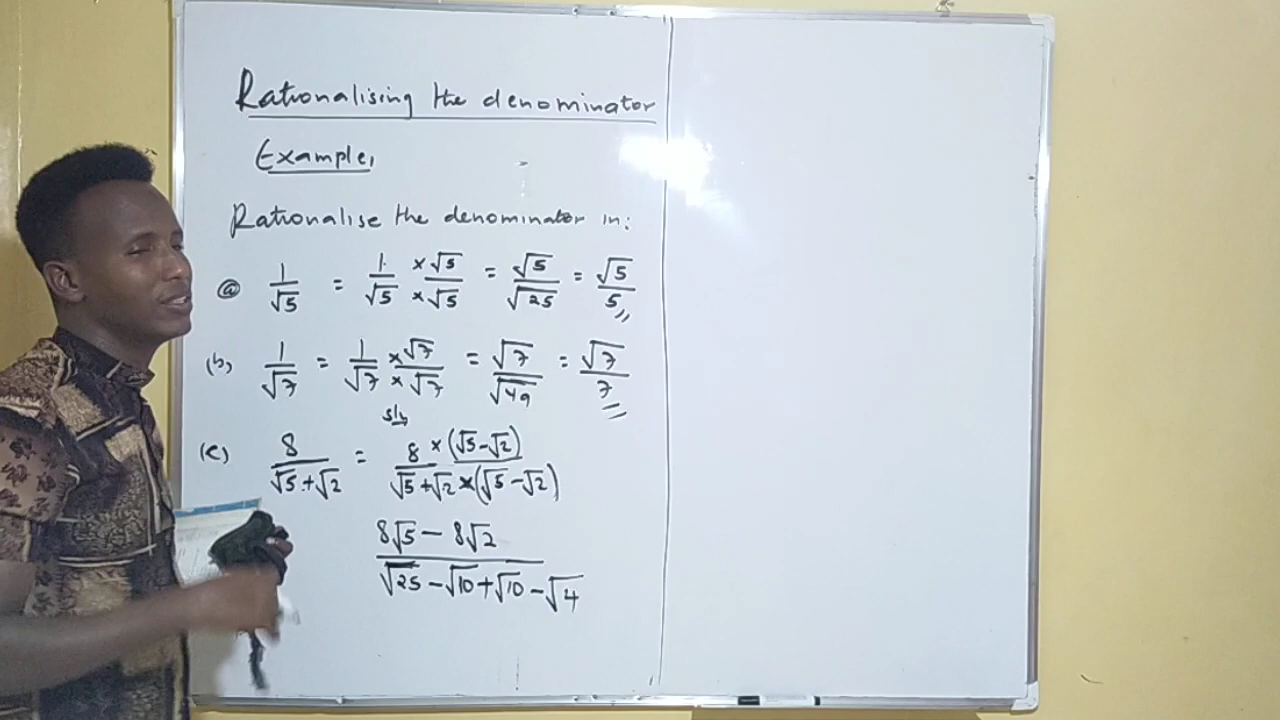 Rationalising the denominator
Example,
Rationalise the denominator in:
(a) 1/√5 = 1/√5 ×√5/×√5 = √5/√25 = √5/5
(b) 1/√7 = 1/√7 ×√7/×√7 = √7/√49 = √7/7
(c) 8/(√5+√2) = 8×(√5-√2)/√5+√2×(√5-√2)
8√5 - 8√2/√25-√10+√10-√4